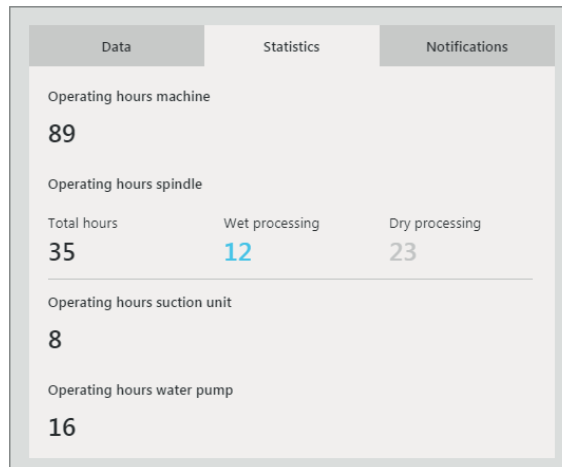 Data Statistics Notifications
Operating hours machine
89
Operating hours spindle
Total hours Wet processing Dry processing
35 12 23
Operating hours suction unit
8
Operating hours water pump
16